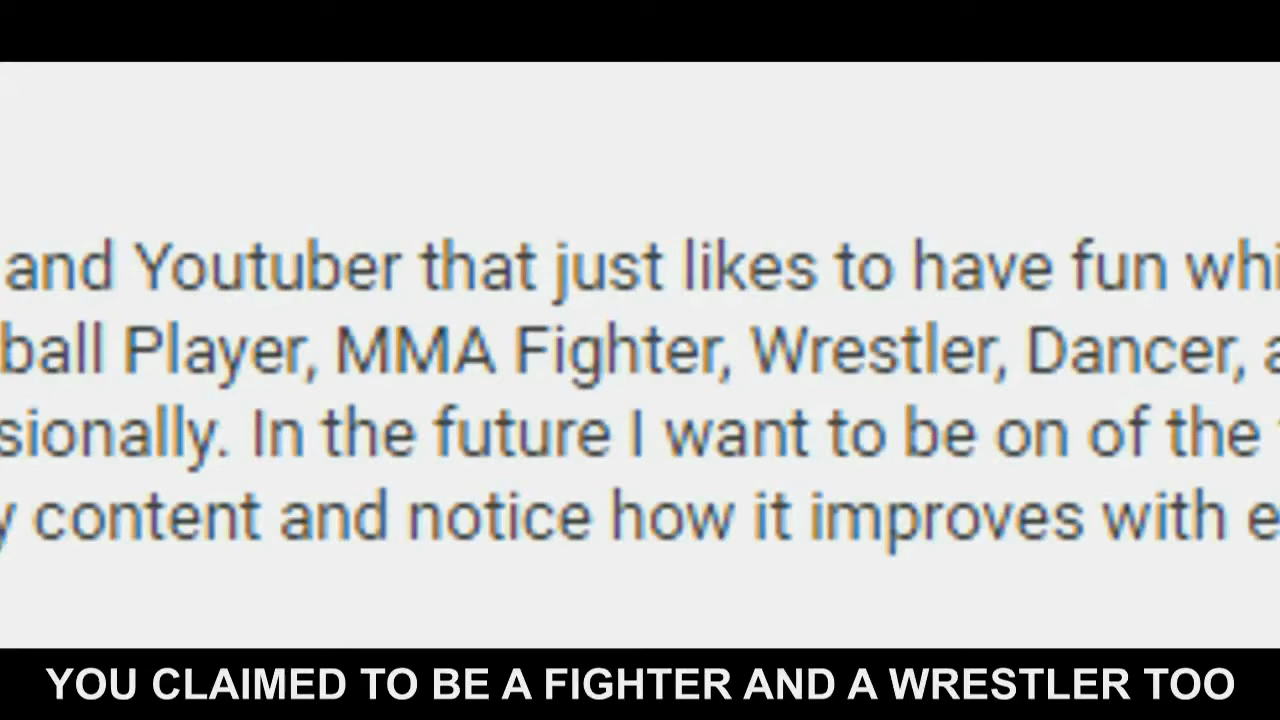 and Youtuber that just likes to have fun whi
ball Player, MMA Fighter, Wrestler, Dancer, a
sionally. In the future I want to be on of the
y content and notice how it improves with e
YOU CLAIMED TO BE A FIGHTER AND A WRESTLER TOO